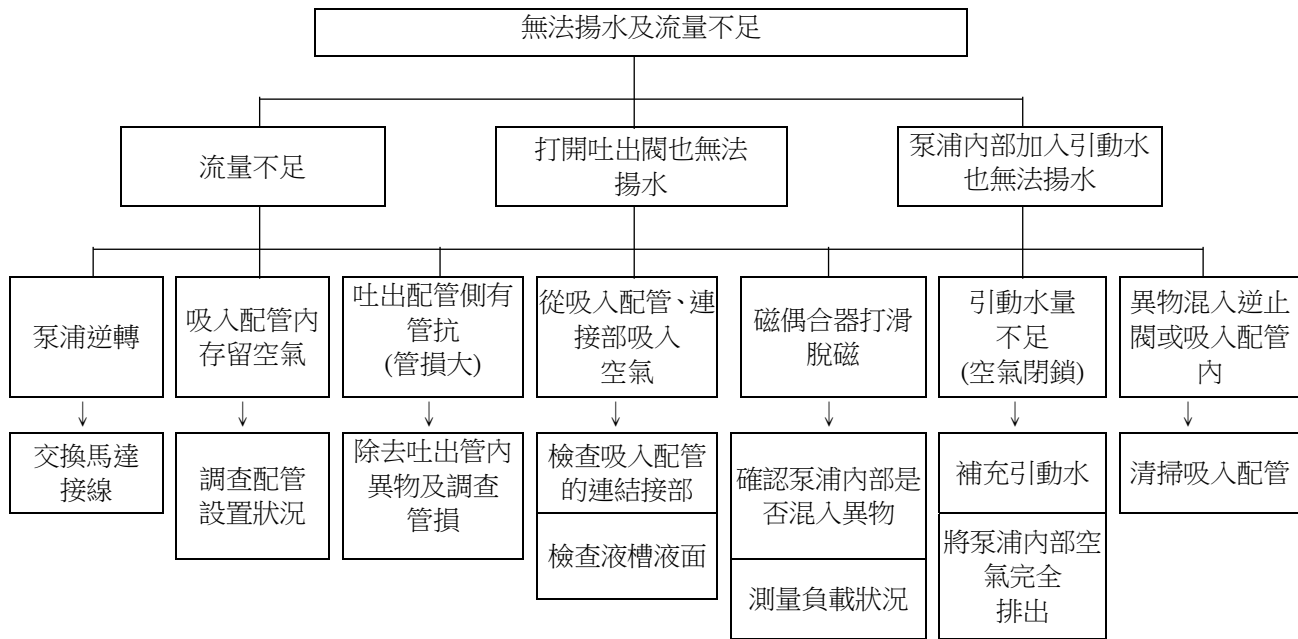 無法揚水及流量不足
流量不足
打開吐出閥也無法
揚水
泵浦內部加入引動水
也無法揚水
泵浦逆轉
吸入配管內
存留空氣
吐出配管側有
管抗
(管損大)
從吸入配管、連
接部吸入
空氣
磁偶合器打滑
脫磁
引動水量
不足
(空氣閉鎖)
異物混入逆止
閥或吸入配管
內
交換馬達
接線
調查配管
設置狀況
除去吐出管內
異物及調查
管損
檢查吸入配管
的連結接部
檢查液槽液面
確認泵浦內部是
否混入異物
測量負載狀況
補充引動水
將泵浦內部空
氣完全
排出
清掃吸入配管